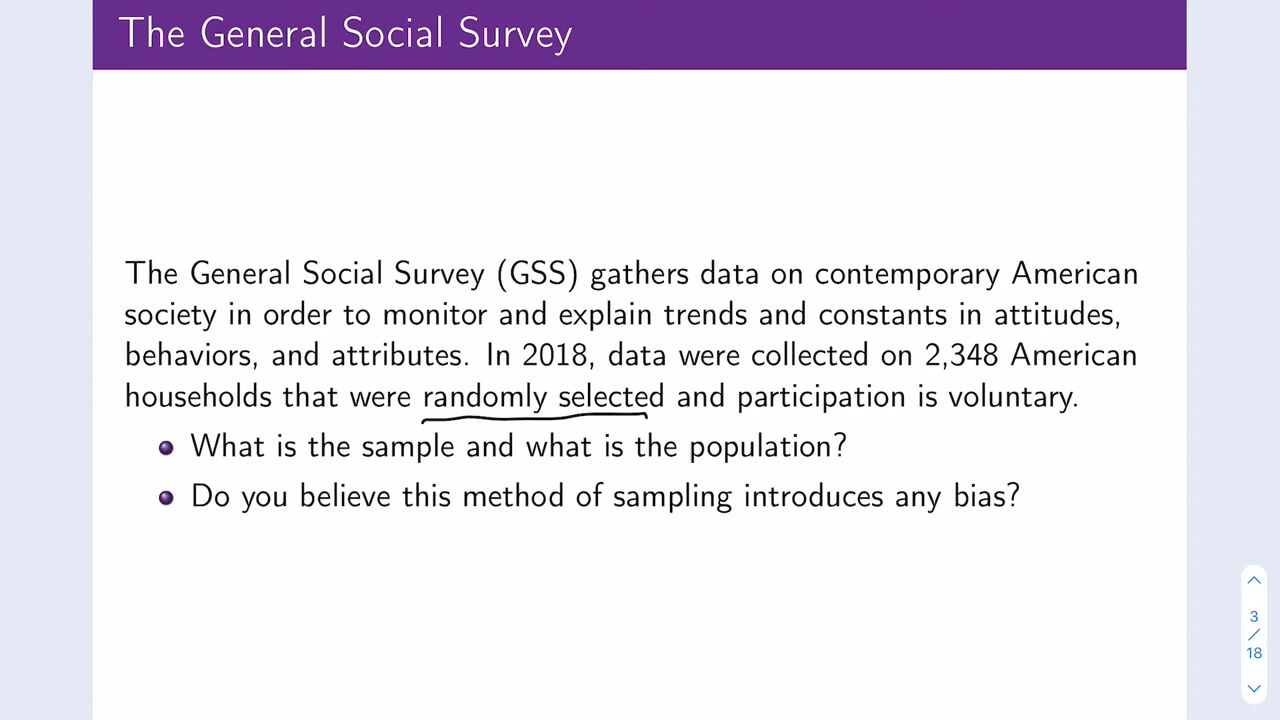 The General Social Survey
The General Social Survey (GSS) gathers data on contemporary American
society in order to monitor and explain trends and constants in attitudes,
behaviors, and attributes. In 2018, data were collected on 2,348 American
households that were randomly selected and participation is voluntary.
What is the sample and what is the population?
Do you believe this method of sampling introduces any bias?
3
/
18